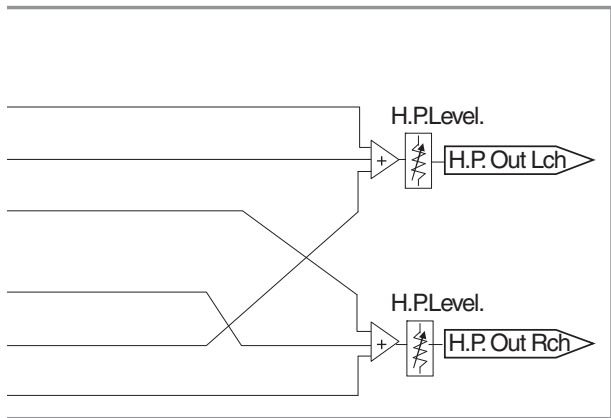 H.P.Level.
+
H.P. Out Lch
H.P.Level.
+
H.P. Out Rch